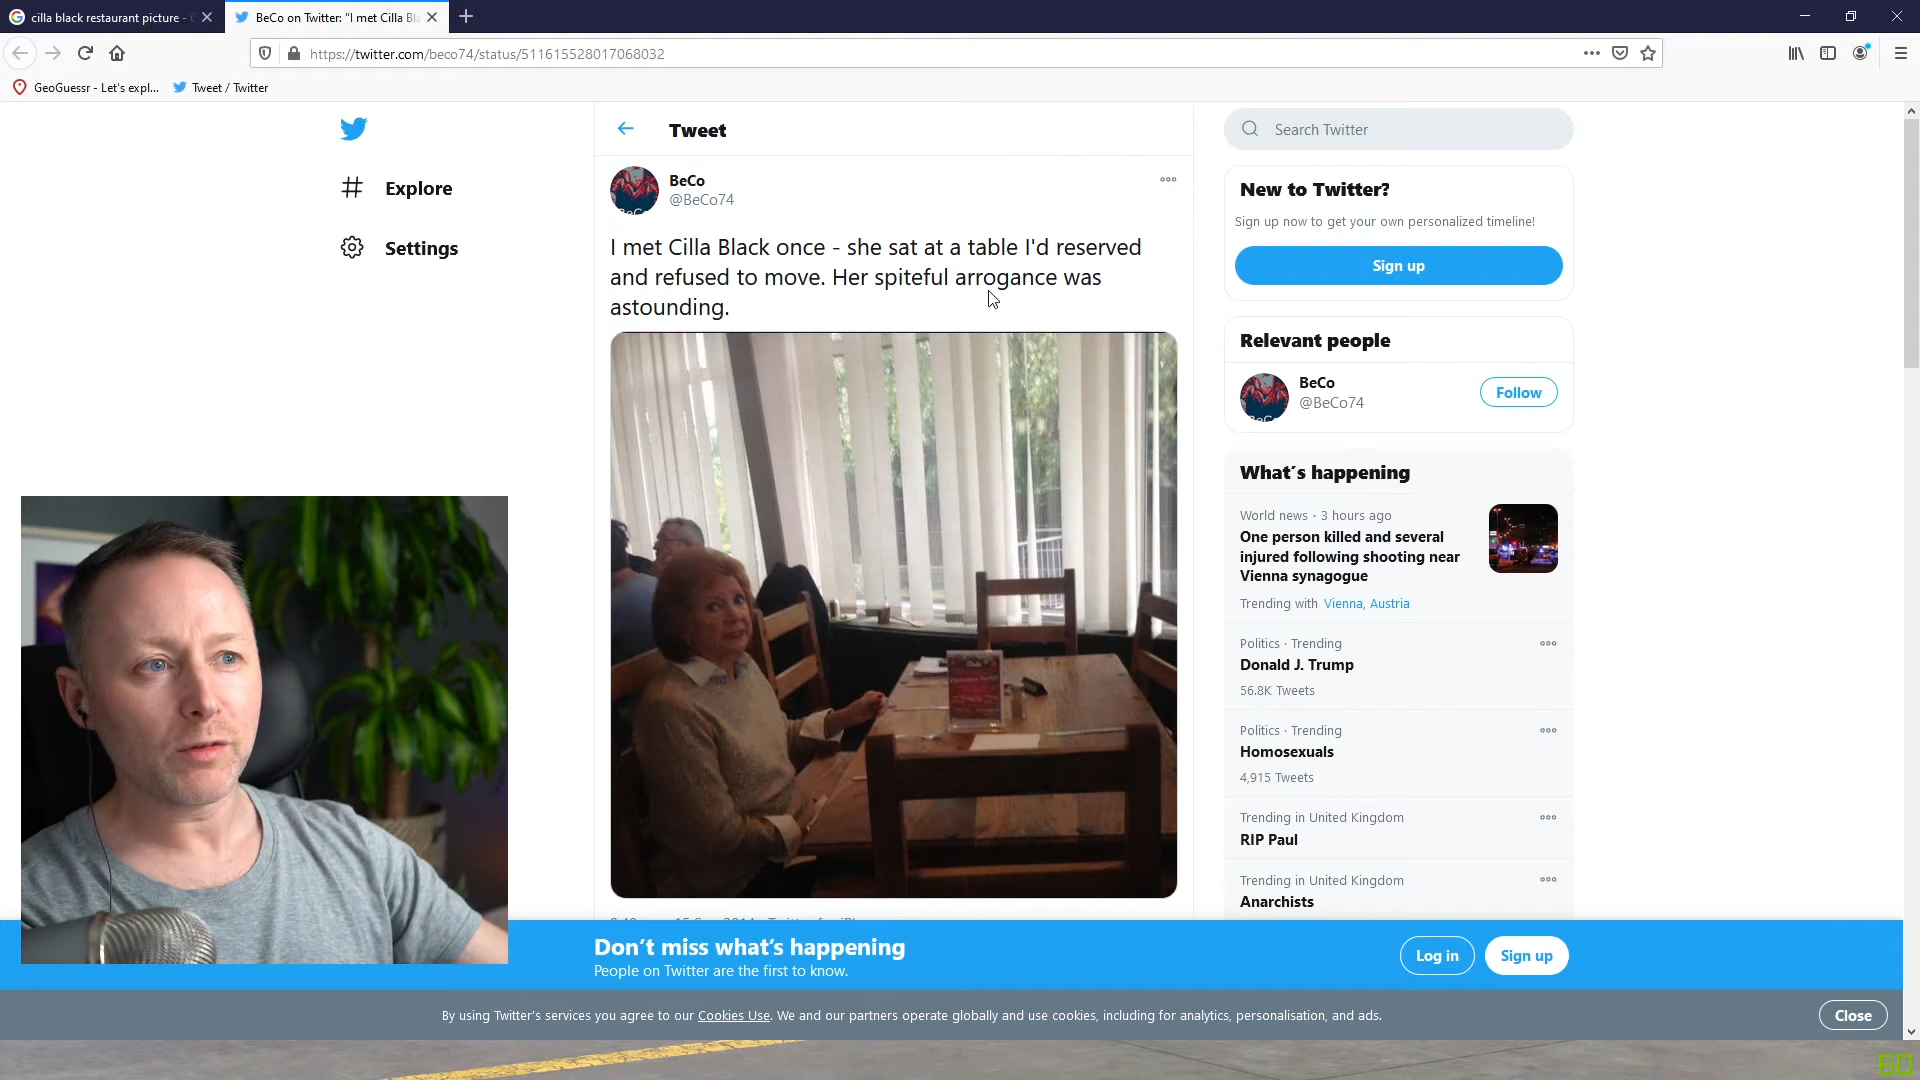 cilla black restaurant picture -
BeCo on Twitter: "I met Cilla Bla
https://twitter.com/beco74/status/511615528017068032
GeoGuessr - Let's expl...
Tweet / Twitter
Explore
Settings
Tweet
BeCo
@BeCo74
I met Cilla Black once - she sat at a table I'd reserved
and refused to move. Her spiteful arrogance was
astounding.
Search Twitter
New to Twitter?
Sign up now to get your own personalized timeline!
Sign up
Relevant people
BeCo
@BeCo74
Follow
What's happening
World news · 3 hours ago
One person killed and several
injured following shooting near
Vienna synagogue
Trending with Vienna, Austria
Politics · Trending
Donald J. Trump
56.8K Tweets
Politics · Trending
Homosexuals
4,915 Tweets
Trending in United Kingdom
RIP Paul
Trending in United Kingdom
Anarchists
Don't miss what's happening
People on Twitter are the first to know.
Log in
Sign up
By using Twitter's services you agree to our Cookies Use. We and our partners operate globally and use cookies, including for analytics, personalisation, and ads.
Close
60